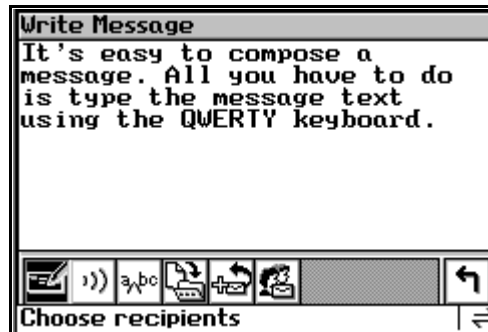 Write Message
It's easy to compose a
message. All you have to do
is type the message text
using the QWERTY keyboard.
a bc
Choose recipients